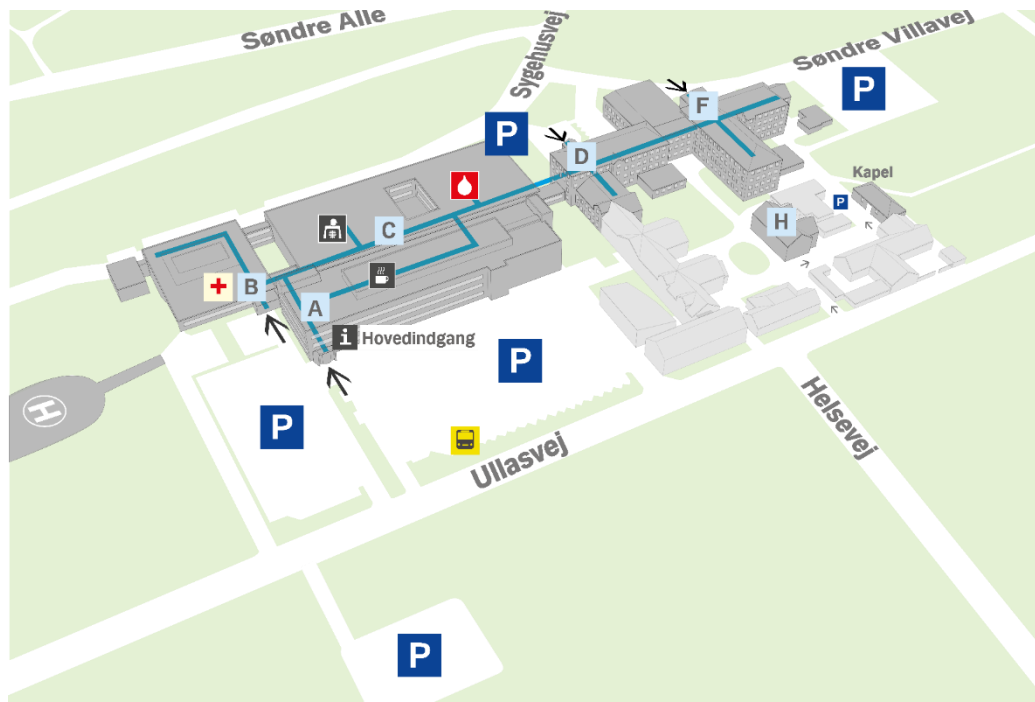 Søndre Alle
Sygehusvej
Søndre Villavej
P
F
P
D
Kapel
P
H
C
B
A
i Hovedindgang
P
H
P
Ullasvej
Helsevej
P